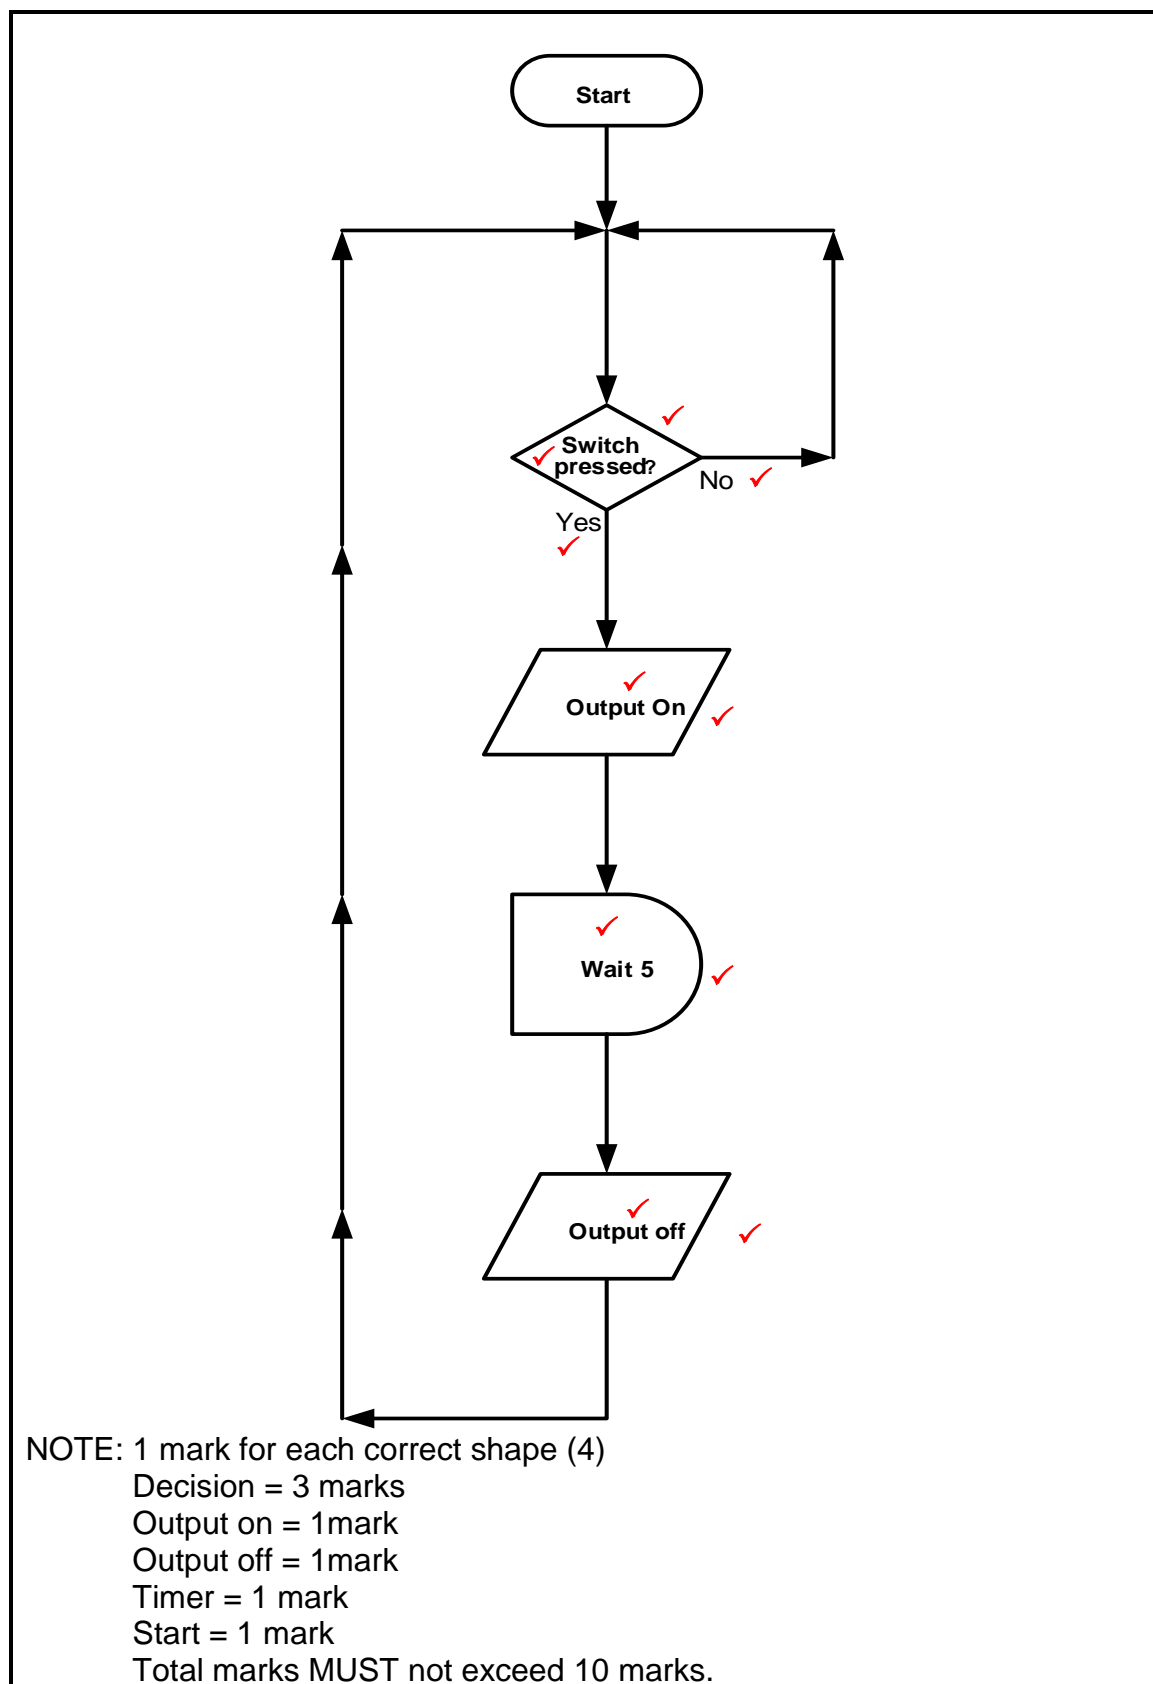 Start
Switch
pressed?
No
Yes
Output On
Wait 5
Output off
NOTE: 1 mark for each correct shape (4)
Decision = 3 marks
Output on = 1mark
Output off = 1mark
Timer = 1 mark
Start = 1 mark
Total marks MUST not exceed 10 marks.